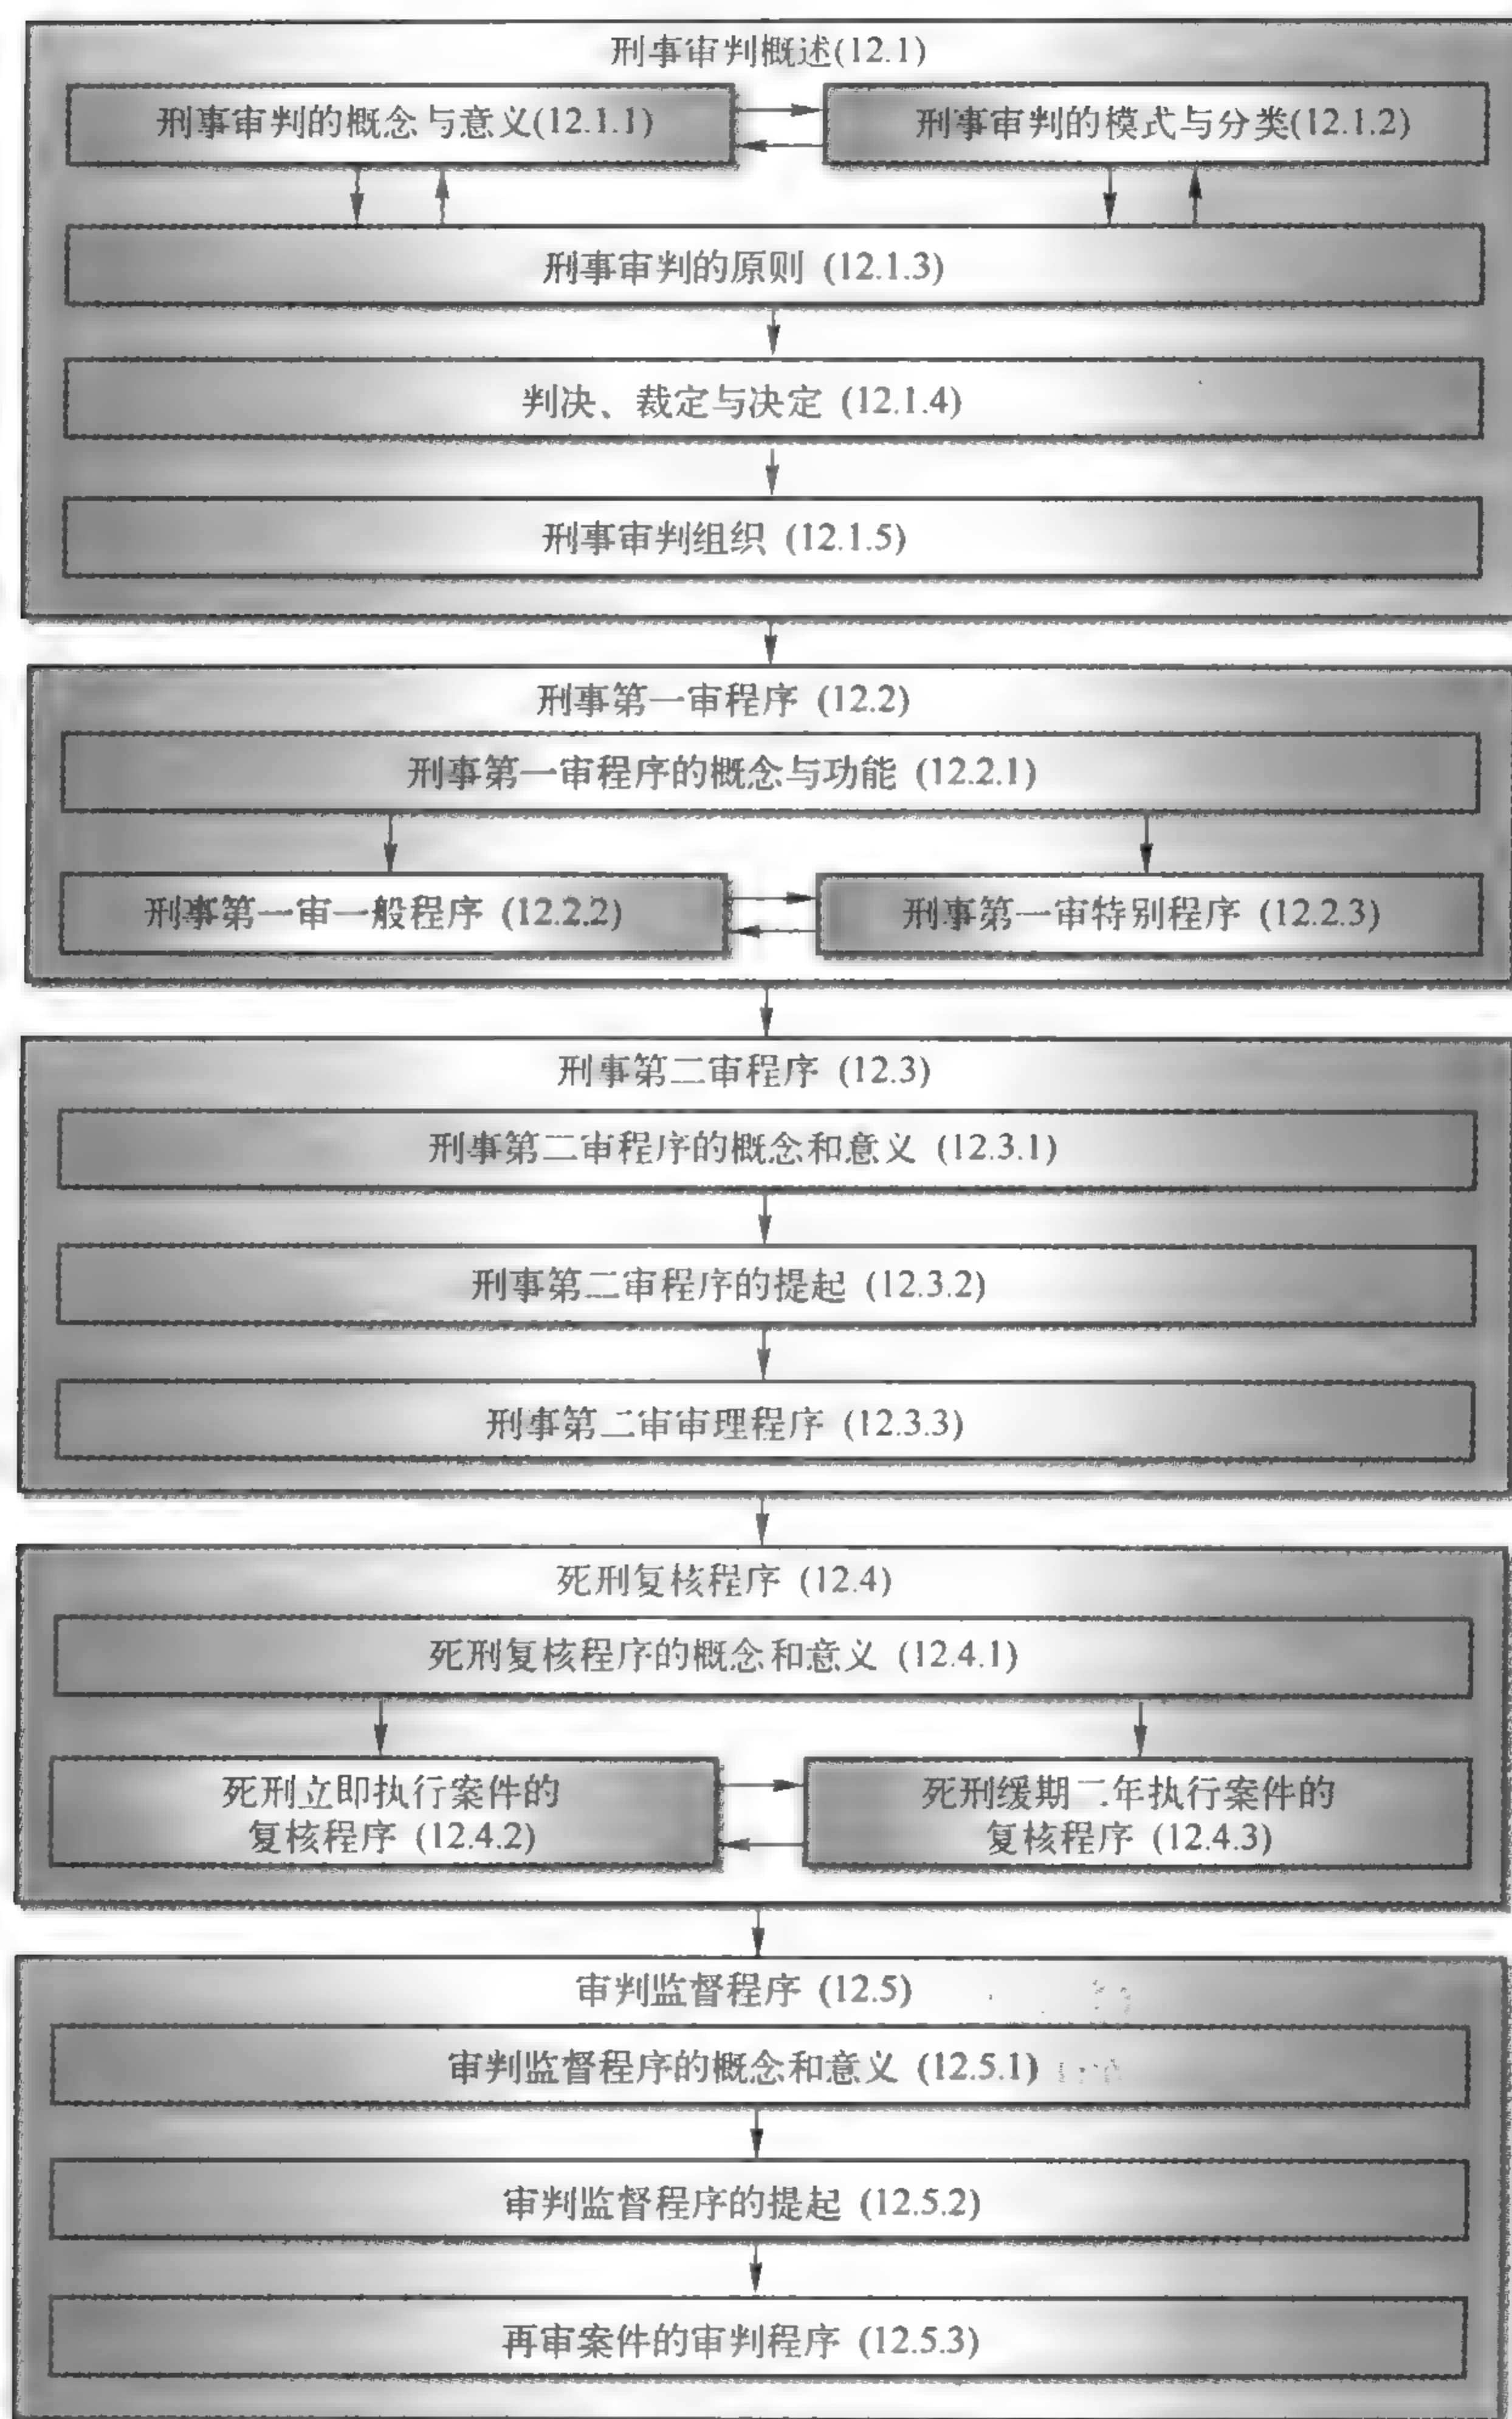 刑事审判概述(12.1)
刑事审判的概念与意义(12.1.1)
刑事审判的模式与分类(12.1.2)
刑事审判的原则 (12.1.3)
判决、裁定与决定 (12.1.4)
刑事审判组织 (12.1.5)
刑事第一审程序 (12.2)
刑事第一审程序的概念与功能 (12.2.1)
刑事第一审一般程序 (12.2.2)
刑事第一审特别程序 (12.2.3)
刑事第二审程序 (12.3)
刑事第二审程序的概念和意义 (12.3.1)
刑事第二审程序的提起 (12.3.2)
刑事第二审审理程序 (12.3.3)
死刑复核程序 (12.4)
死刑复核程序的概念和意义 (12.4.1)
死刑立即执行案件的
复核程序 (12.4.2)
死刑缓期二年执行案件的
复核程序 (12.4.3)
审判监督程序 (12.5)
审判监督程序的概念和意义 (12.5.1)
审判监督程序的提起 (12.5.2)
再审案件的审判程序 (12.5.3)